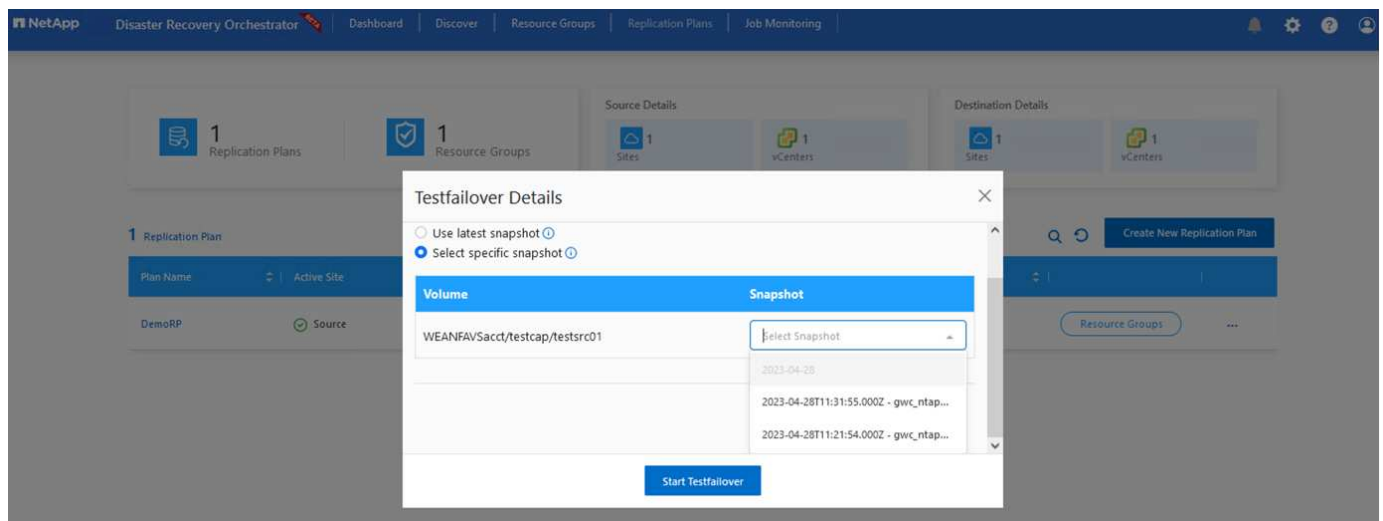 NetApp Disaster Recovery Orchestrator Dashboard Discover Resource Groups Replication Plans Job Monitoring
1 Replication Plans
1 Resource Groups
Source Details
1 Sites
1 vCenters
Destination Details
1 Sites
1 vCenters
1 Replication Plan
Create New Replication Plan
Plan Name Active Site
DemoRP Source Resource Groups ...
Testfailover Details
Use latest snapshot
Select specific snapshot
Volume Snapshot
WEANFAVSacct/testcap/testsrc01 Select Snapshot
2023-04-28
2023-04-28T11:31:55.000Z - gwc_ntap...
2023-04-28T11:21:54.000Z - gwc_ntap...
Start Testfailover